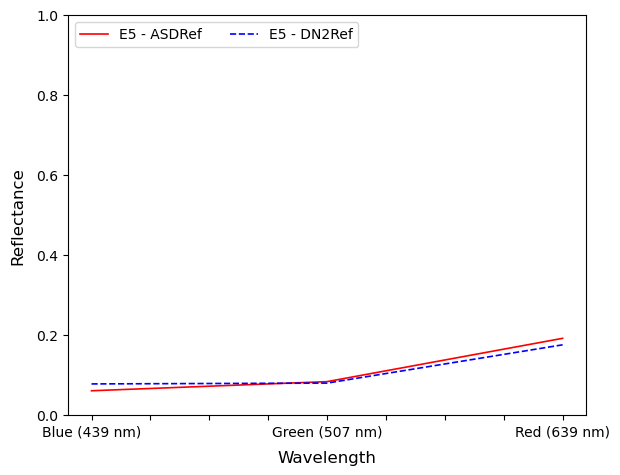 E5 - ASDRef E5 - DN2Ref
1.0
0.8
0.6
0.4
0.2
0.0
Reflectance
Blue (439 nm) Green (507 nm) Red (639 nm)
Wavelength